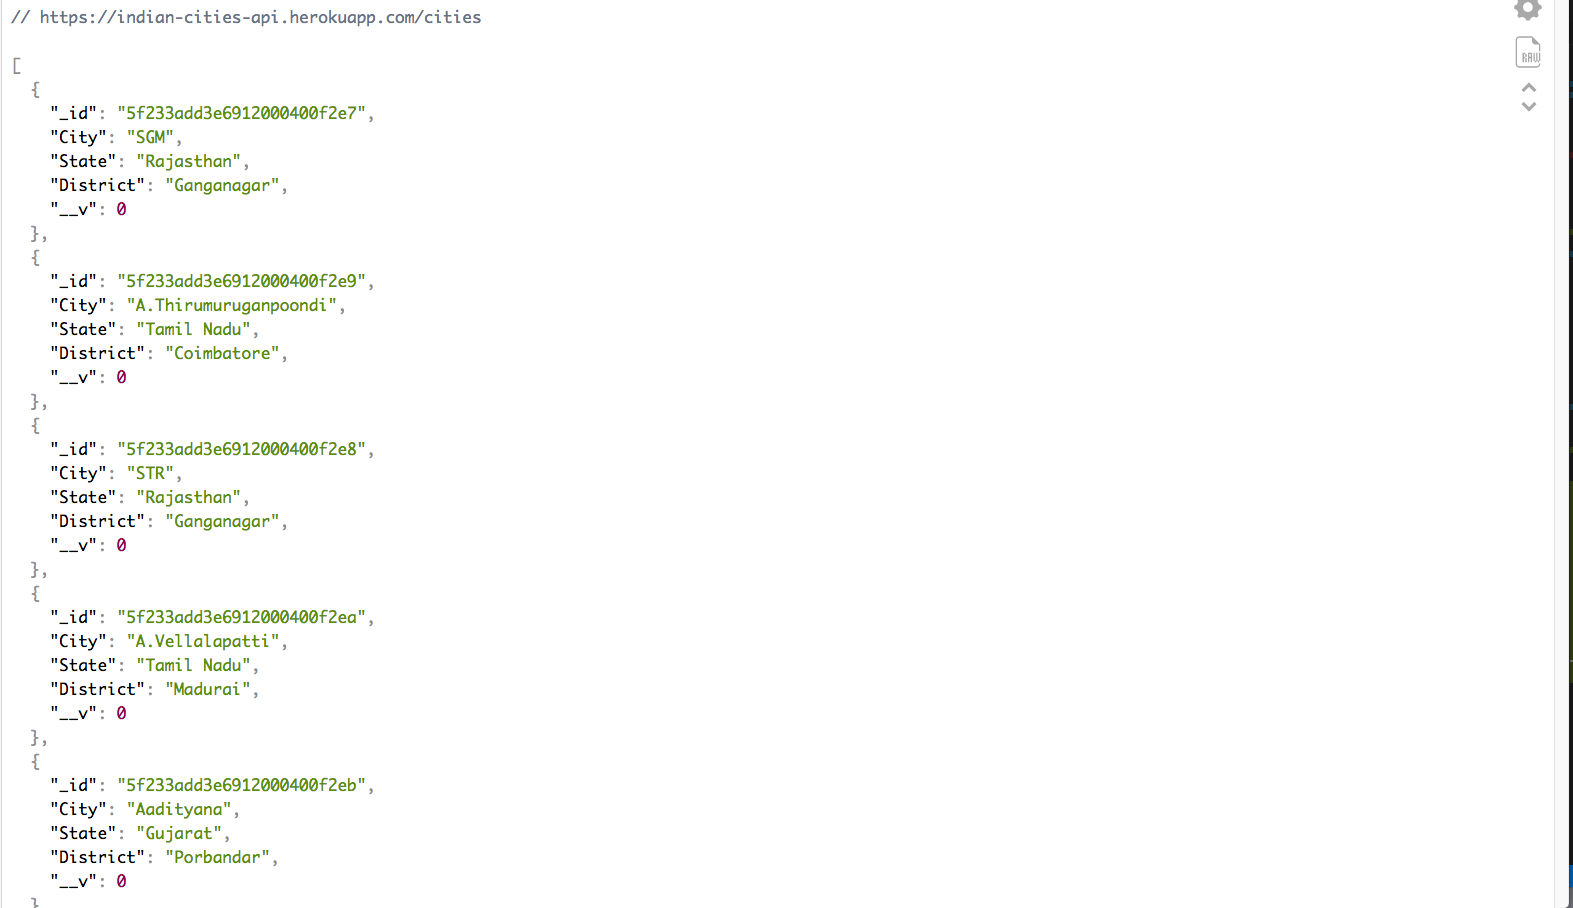 // https://indian-cities-api.herokuapp.com/cities
[
{
"_id": "5f233add3e6912000400f2e7",
"City": "SGM",
"State": "Rajasthan",
"District": "Ganganagar",
"__v": 0
},
{
"_id": "5f233add3e6912000400f2e9",
"City": "A.Thirumuruganpoondi",
"State": "Tamil Nadu",
"District": "Coimbatore",
"__v": 0
},
{
"_id": "5f233add3e6912000400f2e8",
"City": "STR",
"State": "Rajasthan",
"District": "Ganganagar",
"__v": 0
},
{
"_id": "5f233add3e6912000400f2ea",
"City": "A.Vellalapatti",
"State": "Tamil Nadu",
"District": "Madurai",
"__v": 0
},
{
"_id": "5f233add3e6912000400f2eb",
"City": "Aadityana",
"State": "Gujarat",
"District": "Porbandar",
"__v": 0
}
RAW